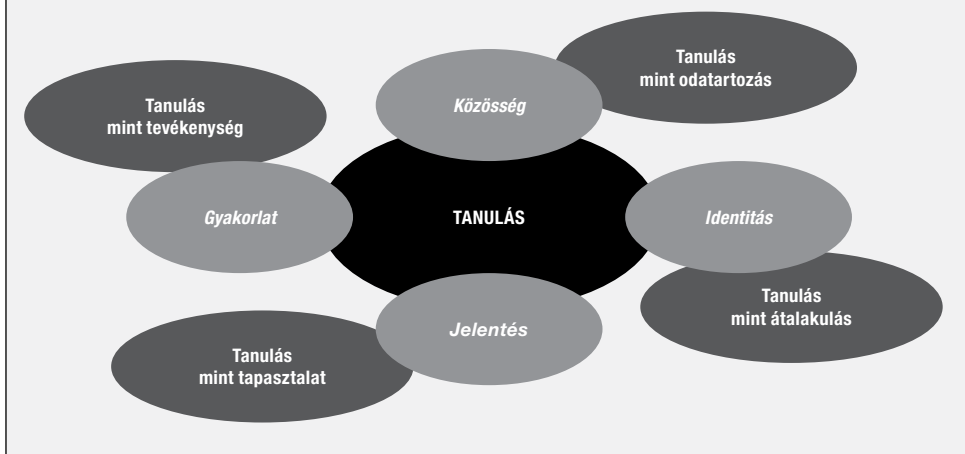 Tanulás
mint odatartozás
Közösség
Tanulás
mint tevékenység
Gyakorlat
TANULÁS
Identitás
Tanulás
mint átalakulás
Jelentés
Tanulás
mint tapasztalat